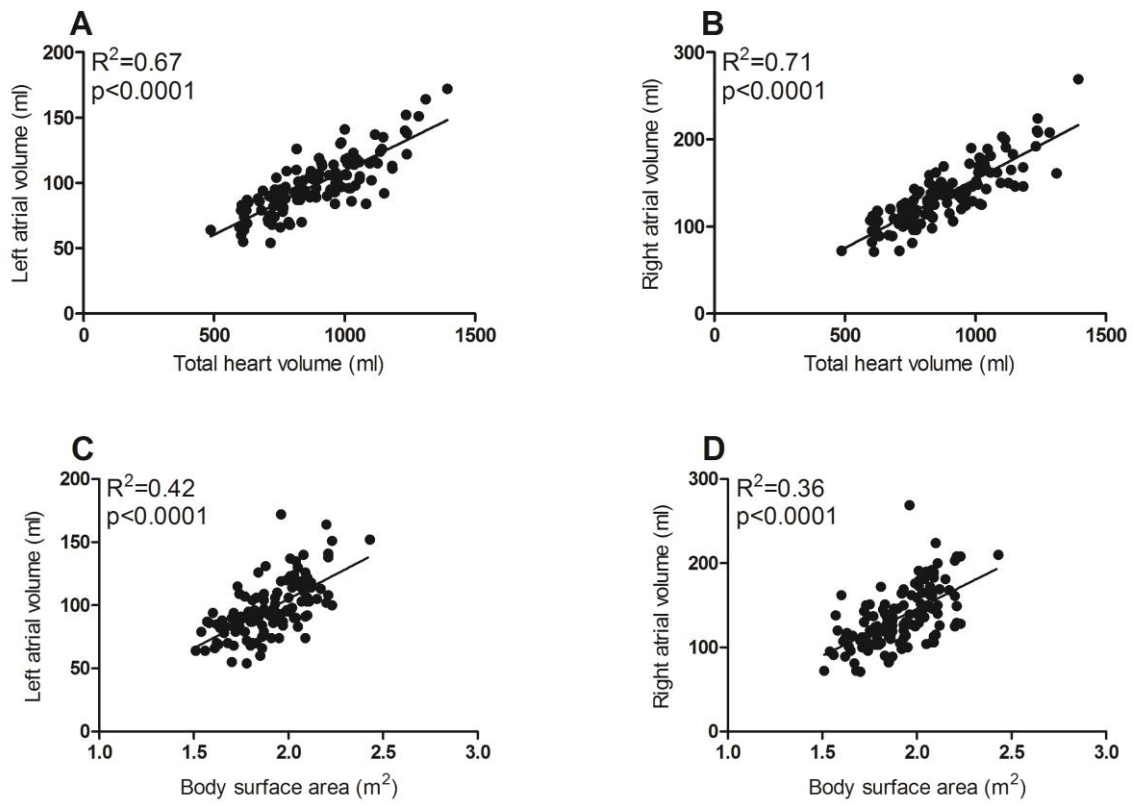 A
R²=0.67
p<0.0001
200
150
100
50
0
Left atrial volume (ml)
0 500 1000 1500
Total heart volume (ml)
B
R²=0.71
p<0.0001
300
200
100
0
Right atrial volume (ml)
0 500 1000 1500
Total heart volume (ml)
C
R²=0.42
p<0.0001
200
150
100
50
0
Left atrial volume (ml)
1.0 1.5 2.0 2.5 3.0
Body surface area (m²)
D
R²=0.36
p<0.0001
300
200
100
0
Right atrial volume (ml)
1.0 1.5 2.0 2.5 3.0
Body surface area (m²)